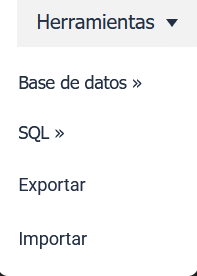 Herramientas
Base de datos »
SQL »
Exportar
Importar